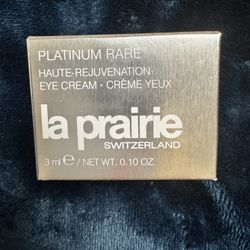 PLATINUM RARE
HAUTE-REJUVENATION
EYE CREAM · CRÈME YEUX
la prairie
SWITZERLAND
3 ml ℮ / NET WT. 0.10 OZ.